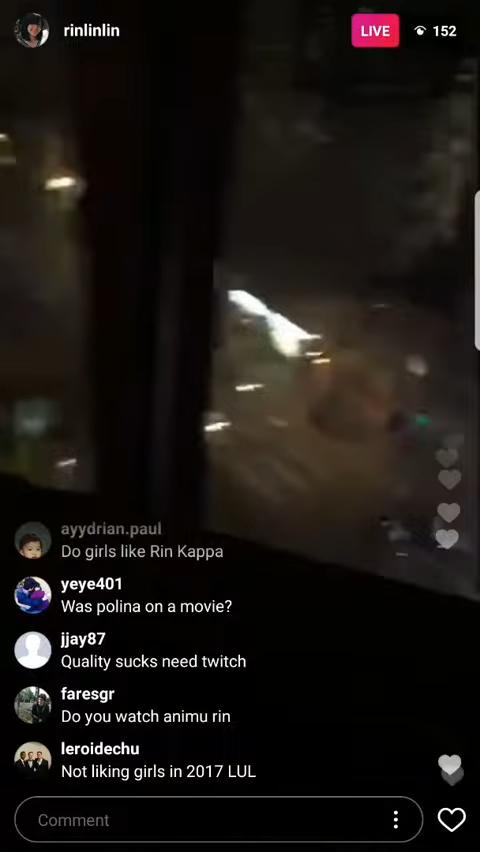 rinlinlin
LIVE
152
ayydrian.paul
Do girls like Rin Kappa
yeye401
Was polina on a movie?
jjay87
Quality sucks need twitch
faresgr
Do you watch animu rin
leroidechu
Not liking girls in 2017 LUL
Comment